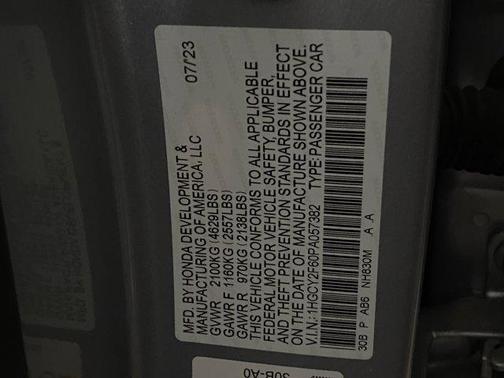 MFD. BY HONDA DEVELOPMENT & 07/23
MANUFACTURING OF AMERICA, LLC
GVWR 2100KG (4629LBS)
GAWR F 1160KG (2557LBS)
GAWR R 970KG (2138LBS)
THIS VEHICLE CONFORMS TO ALL APPLICABLE
FEDERAL MOTOR VEHICLE SAFETY, BUMPER,
AND THEFT PREVENTION STANDARDS IN EFFECT
ON THE DATE OF MANUFACTURE SHOWN ABOVE.
V.I.N.: 1HGCY2F60PA057382 TYPE: PASSENGER CAR
30B P AB6 NH830M A A
30B-A0